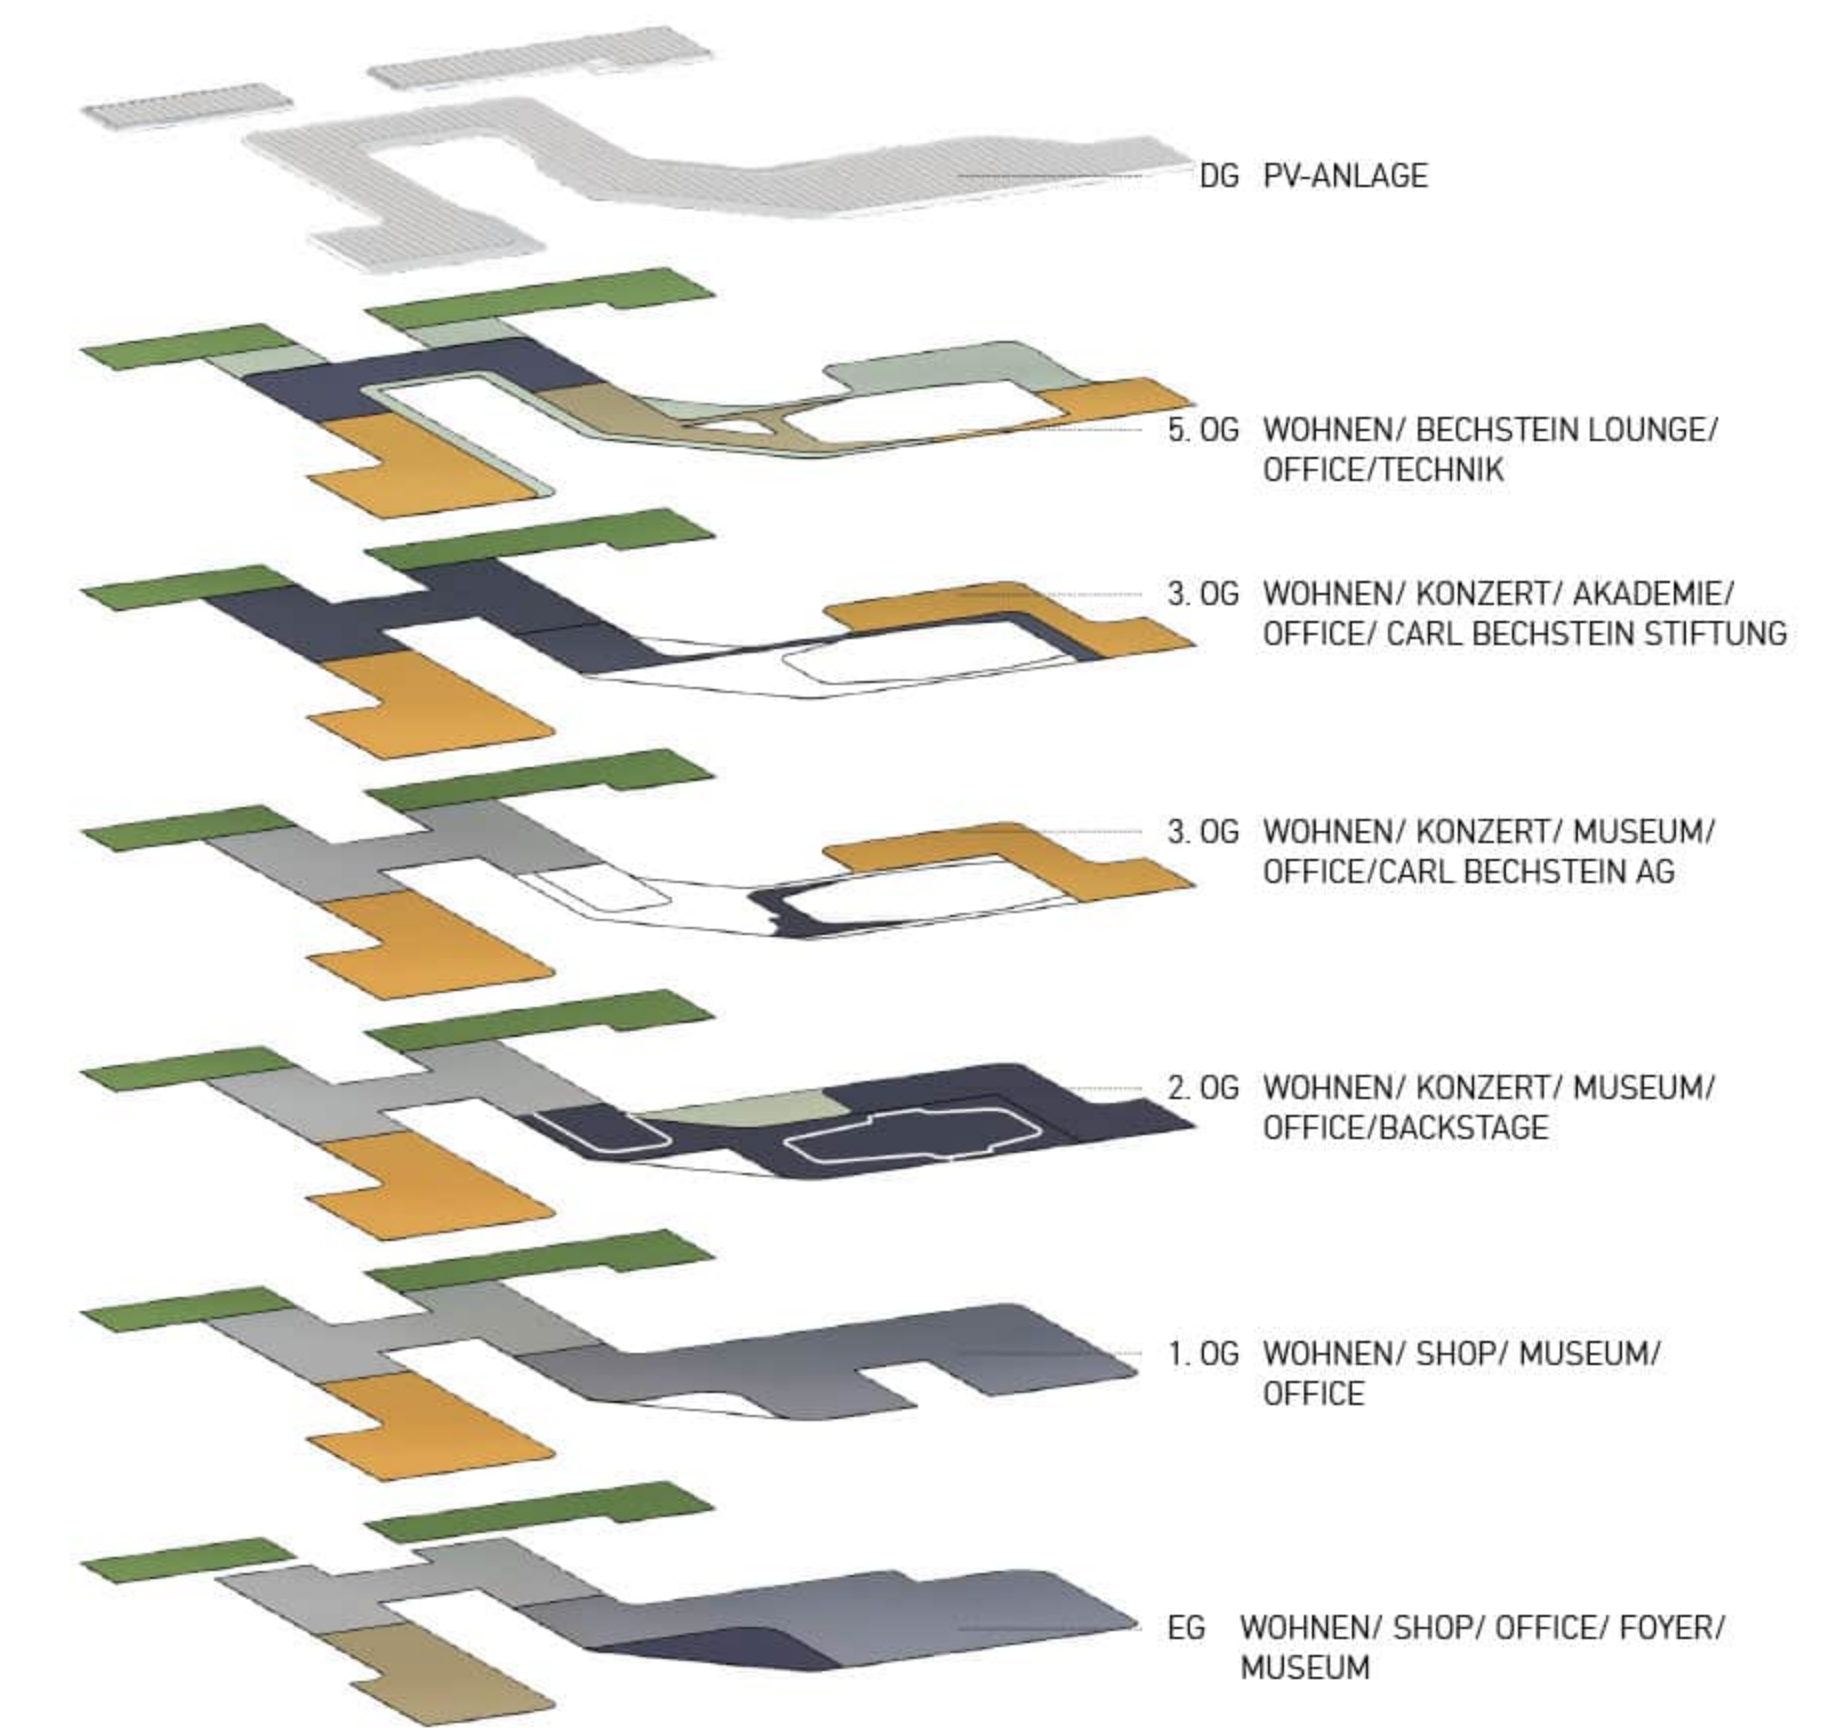 DG PV-ANLAGE
5. OG WOHNEN/ BECHSTEIN LOUNGE/
OFFICE/TECHNIK
3. OG WOHNEN/ KONZERT/ AKADEMIE/
OFFICE/ CARL BECHSTEIN STIFTUNG
3. OG WOHNEN/ KONZERT/ MUSEUM/
OFFICE/CARL BECHSTEIN AG
2. OG WOHNEN/ KONZERT/ MUSEUM/
OFFICE/BACKSTAGE
1. OG WOHNEN/ SHOP/ MUSEUM/
OFFICE
EG WOHNEN/ SHOP/ OFFICE/ FOYER/
MUSEUM